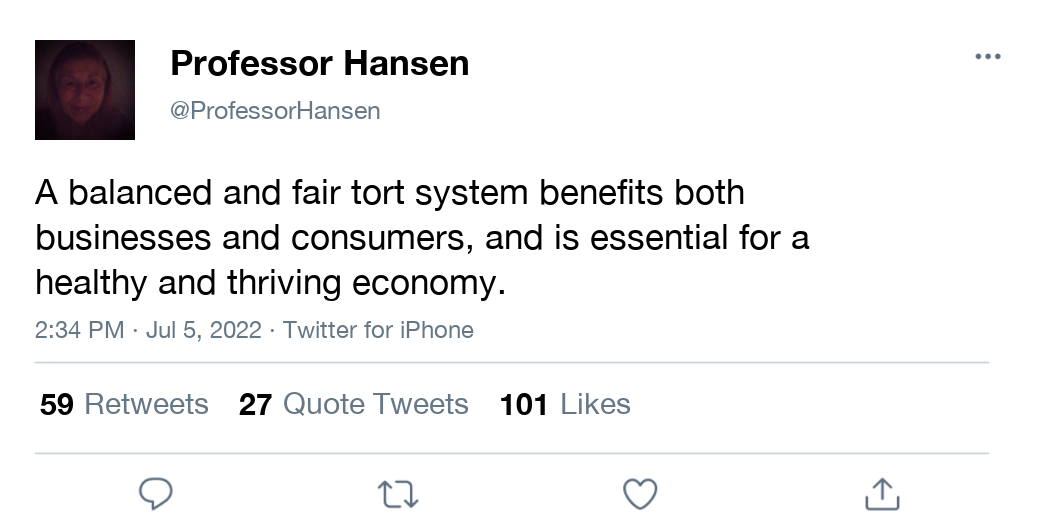 Professor Hansen
@ProfessorHansen
A balanced and fair tort system benefits both
businesses and consumers, and is essential for a
healthy and thriving economy.
2:34 PM · Jul 5, 2022 · Twitter for iPhone
59 Retweets 27 Quote Tweets 101 Likes